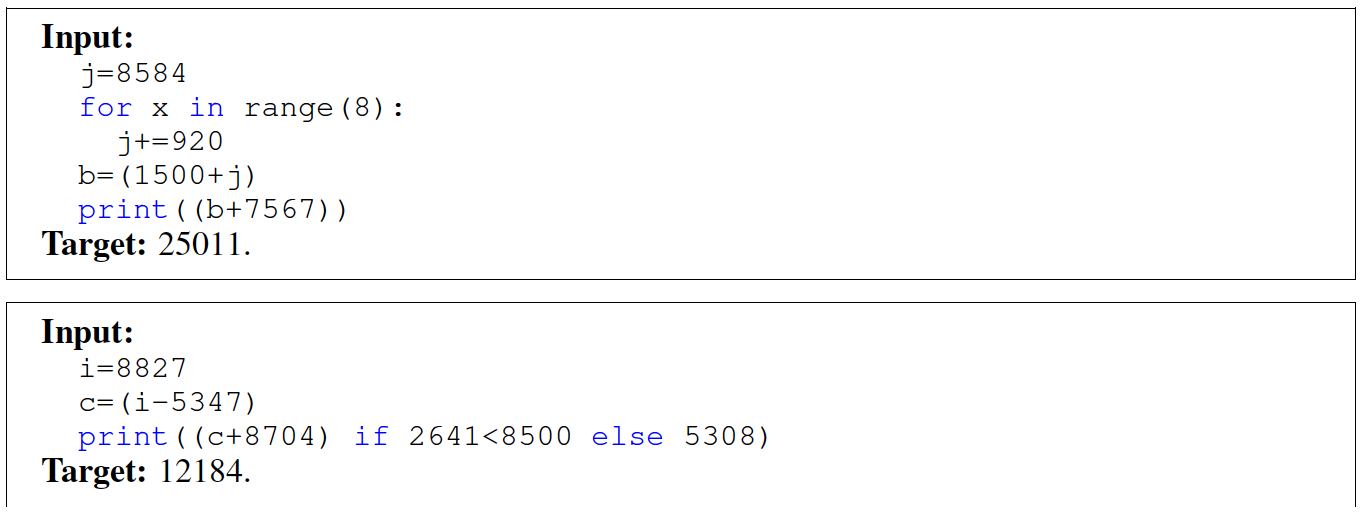 Input:
j=8584
for x in range(8):
j+=920
b=(1500+j)
print((b+7567))
Target: 25011.
Input:
i=8827
c=(i-5347)
print((c+8704) if 2641<8500 else 5308)
Target: 12184.